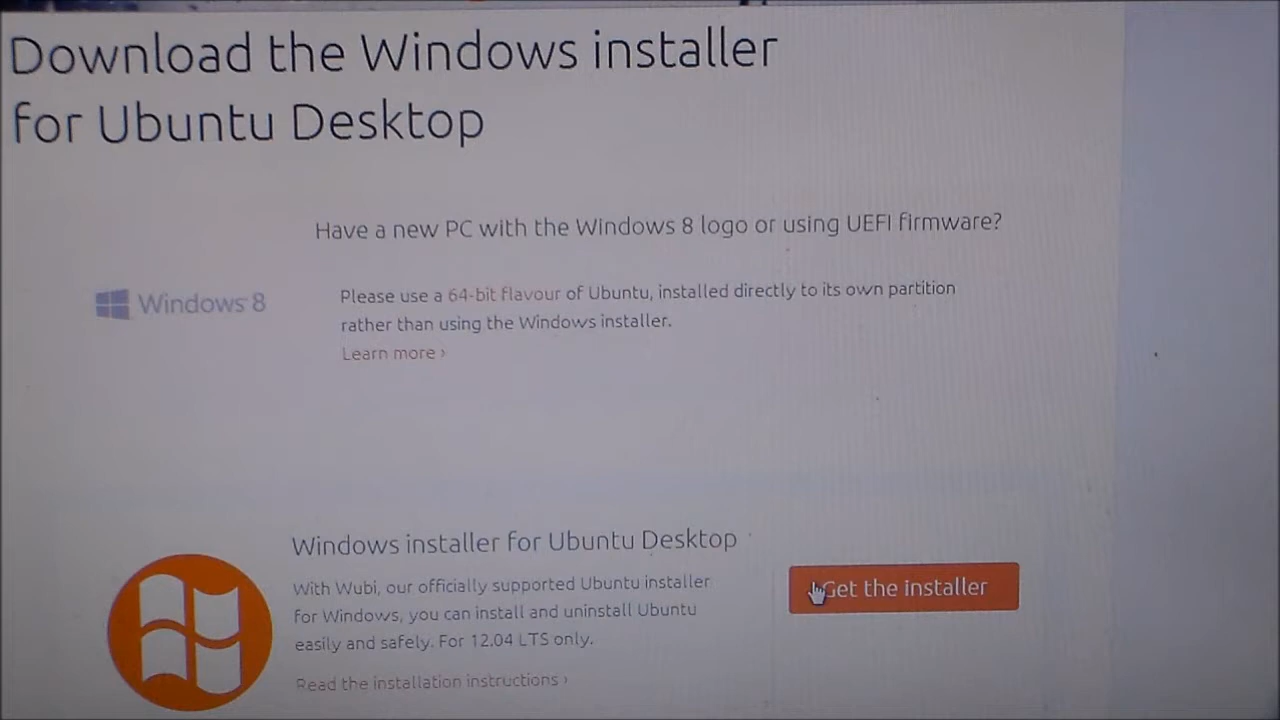 Download the Windows installer
for Ubuntu Desktop
Have a new PC with the Windows 8 logo or using UEFI firmware?
Windows 8
Please use a 64-bit flavour of Ubuntu, installed directly to its own partition
rather than using the Windows installer.
Learn more ›
Windows installer for Ubuntu Desktop
With Wubi, our officially supported Ubuntu installer
for Windows, you can install and uninstall Ubuntu
easily and safely. For 12.04 LTS only.
Get the installer
Read the installation instructions ›